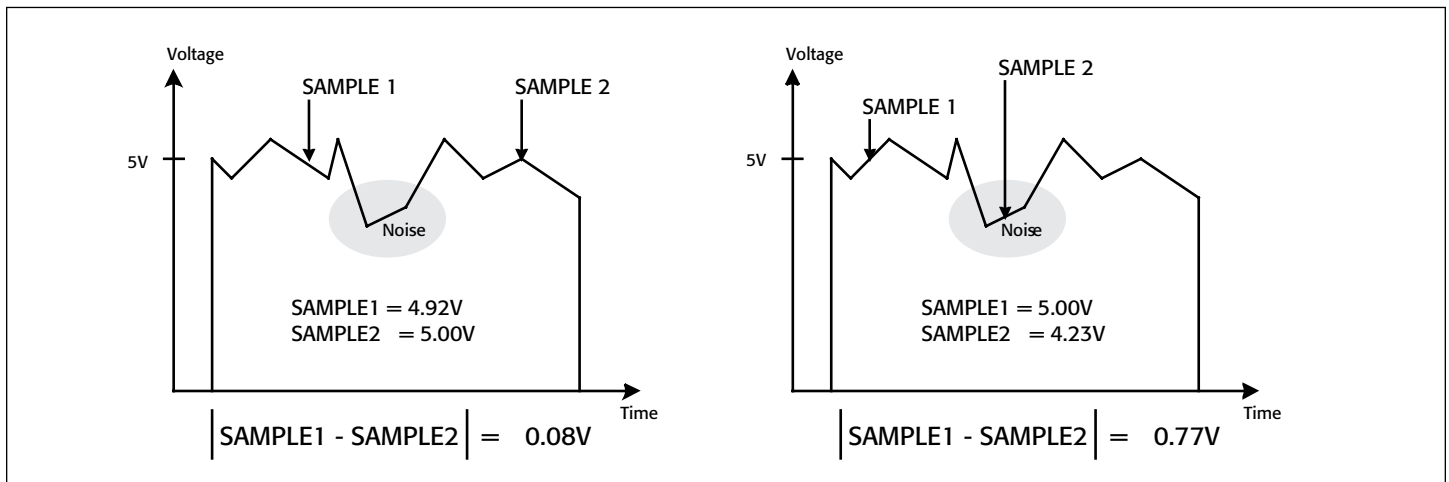 Voltage
SAMPLE 1
SAMPLE 2
5V
Noise
SAMPLE1 = 4.92V
SAMPLE2 = 5.00V
Time
|SAMPLE1 - SAMPLE2| = 0.08V
Voltage
SAMPLE 2
SAMPLE 1
5V
Noise
SAMPLE1 = 5.00V
SAMPLE2 = 4.23V
Time
|SAMPLE1 - SAMPLE2| = 0.77V